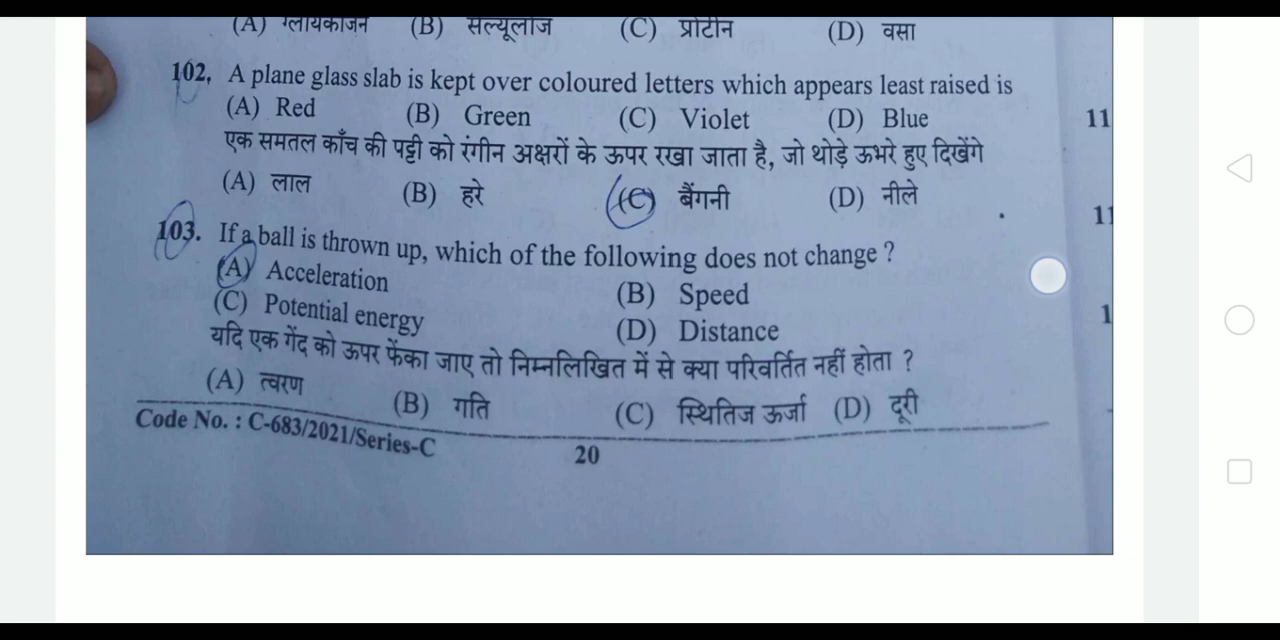 (A) ग्लायकोजन (B) सेल्यूलोज (C) प्रोटीन (D) वसा
102. A plane glass slab is kept over coloured letters which appears least raised is
(A) Red (B) Green (C) Violet (D) Blue
एक समतल काँच की पट्टी को रंगीन अक्षरों के ऊपर रखा जाता है, जो थोड़े ऊभरे हुए दिखेंगे
(A) लाल (B) हरे (C) बैंगनी (D) नीले
103. If a ball is thrown up, which of the following does not change ?
(A) Acceleration (B) Speed
(C) Potential energy (D) Distance
यदि एक गेंद को ऊपर फेंका जाए तो निम्नलिखित में से क्या परिवर्तित नहीं होता ?
(A) त्वरण (B) गति (C) स्थितिज ऊर्जा (D) दूरी
Code No. : C-683/2021/Series-C
20
11
11
1